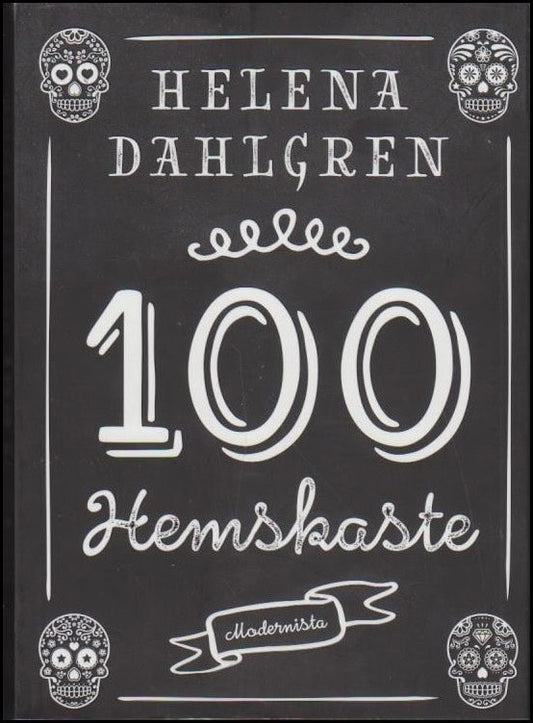 HELENA
DAHLGREN
100
Hemskaste
Modernista